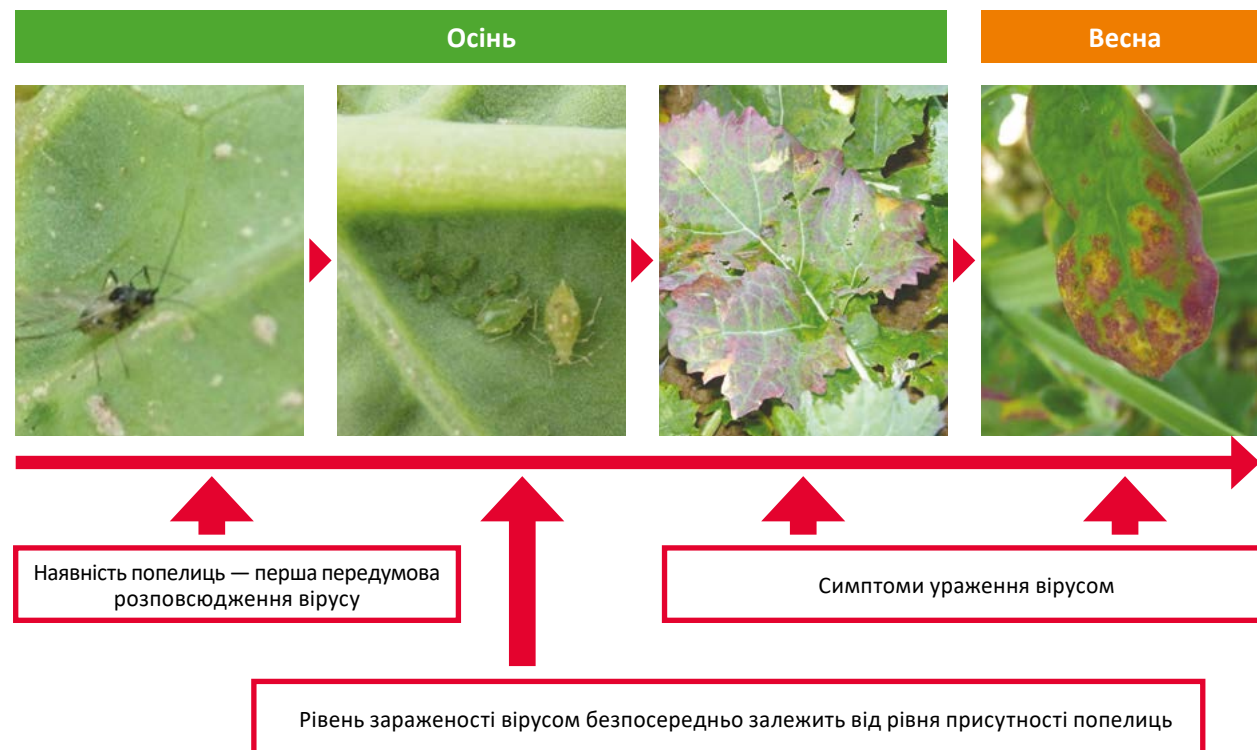 Осінь
Весна
Наявність попелиць — перша передумова
розповсюдження вірусу
Симптоми ураження вірусом
Рівень зараженості вірусом безпосередньо залежить від рівня присутності попелиць